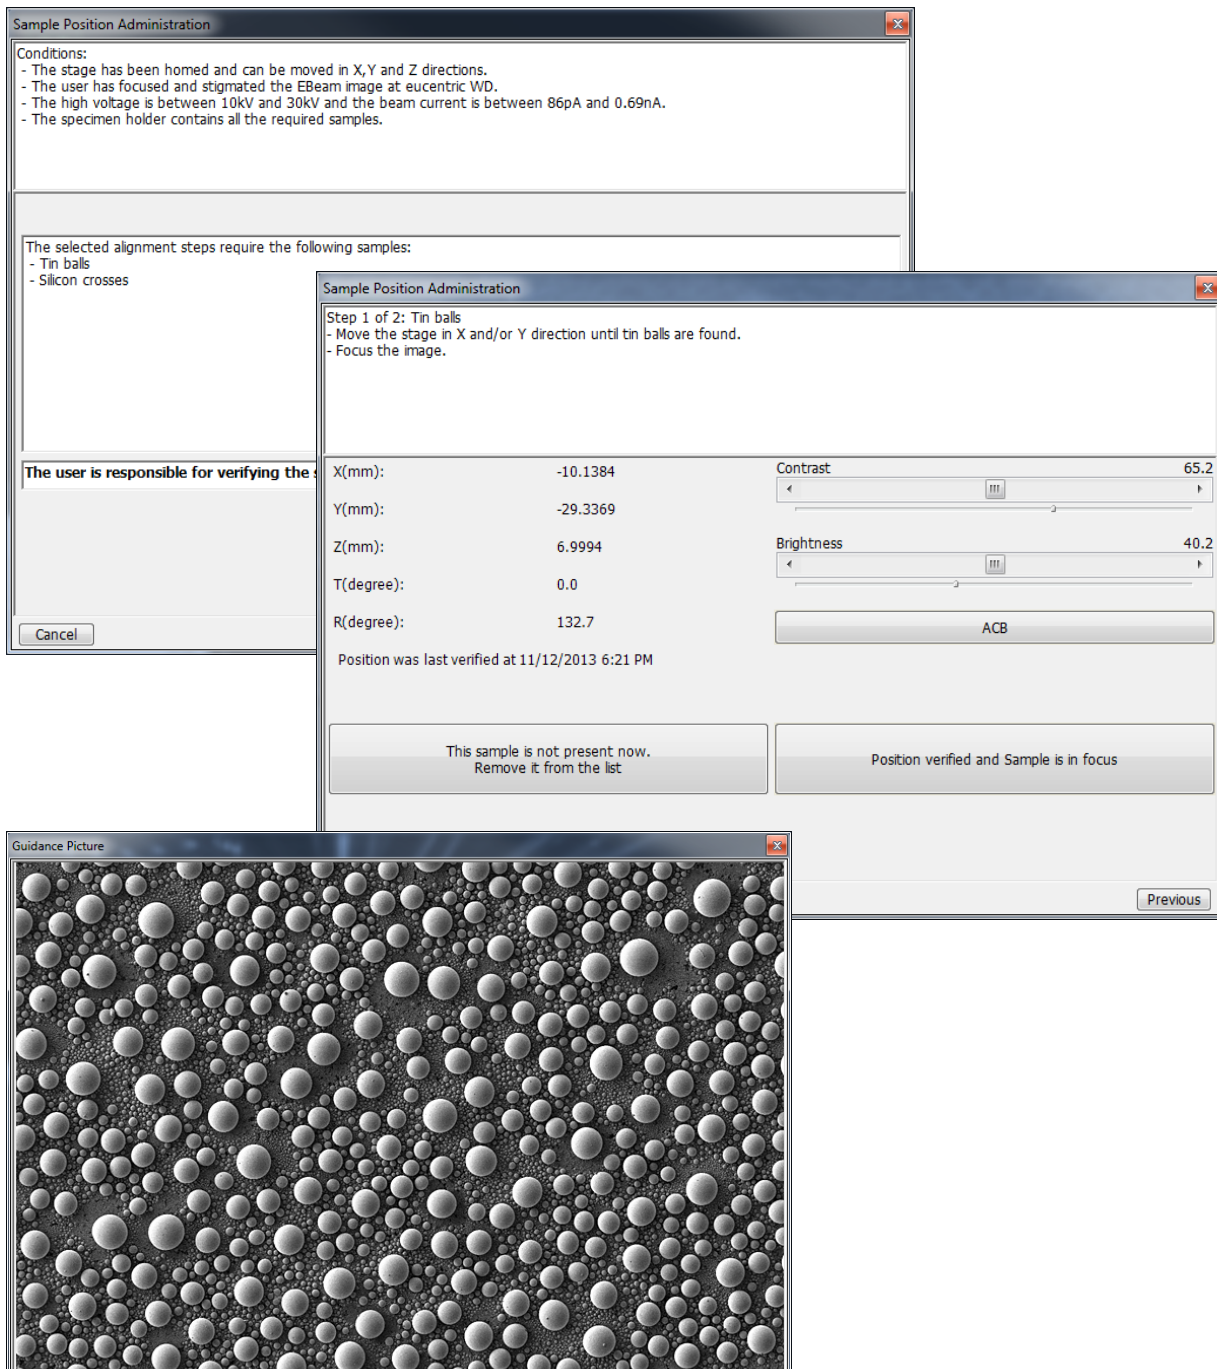 Sample Position Administration
Conditions:
- The stage has been homed and can be moved in X,Y and Z directions.
- The user has focused and stigmated the EBeam image at eucentric WD.
- The high voltage is between 10kV and 30kV and the beam current is between 86pA and 0.69nA.
- The specimen holder contains all the required samples.
The selected alignment steps require the following samples:
- Tin balls
- Silicon crosses
The user is responsible for verifying the
Cancel
Sample Position Administration
Step 1 of 2: Tin balls
- Move the stage in X and/or Y direction until tin balls are found.
- Focus the image.
X(mm): -10.1384
Y(mm): -29.3369
Z(mm): 6.9994
T(degree): 0.0
R(degree): 132.7
Position was last verified at 11/12/2013 6:21 PM
Contrast 65.2
Brightness 40.2
ACB
This sample is not present now.
Remove it from the list
Position verified and Sample is in focus
Previous
Guidance Picture